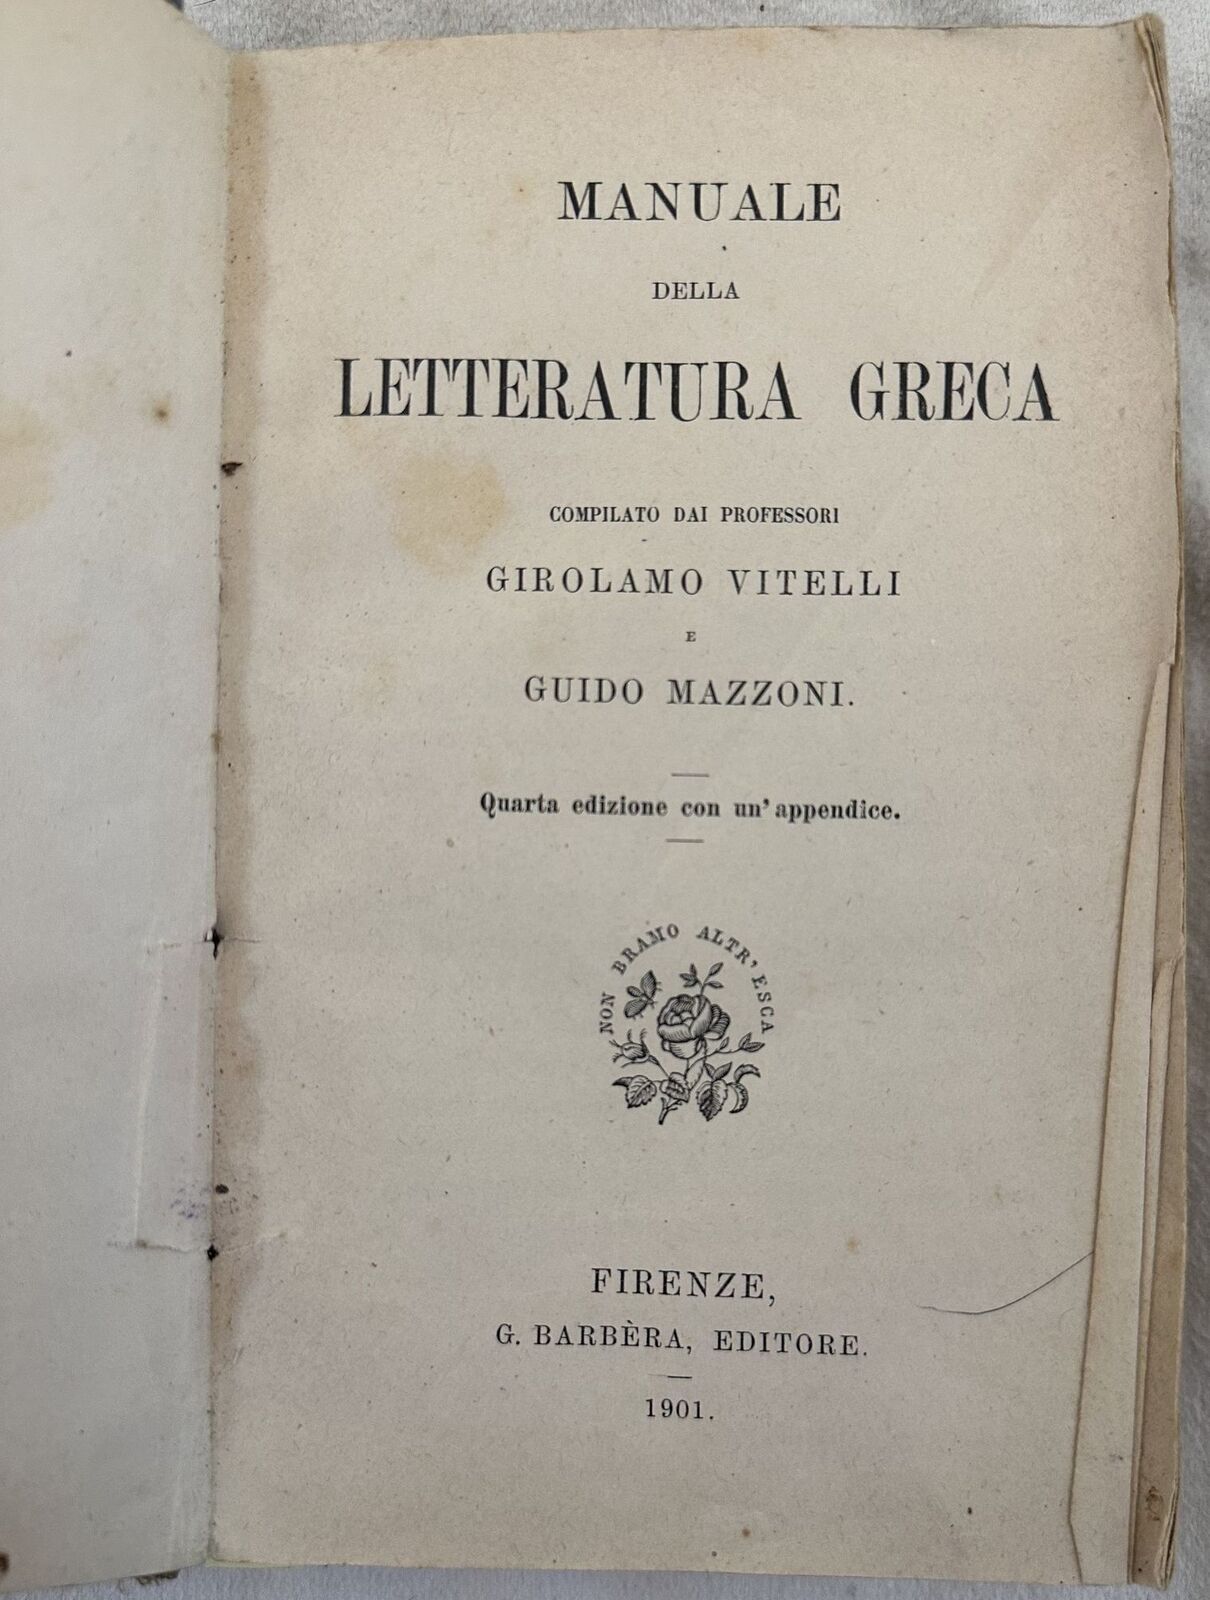 MANUALE
DELLA
LETTERATURA GRECA
COMPILATO DAI PROFESSORI
GIROLAMO VITELLI
E
GUIDO MAZZONI.
Quarta edizione con un' appendice.
NON BRAMO ALTR' ESCA
FIRENZE,
G. BARBÈRA, EDITORE.
1901.